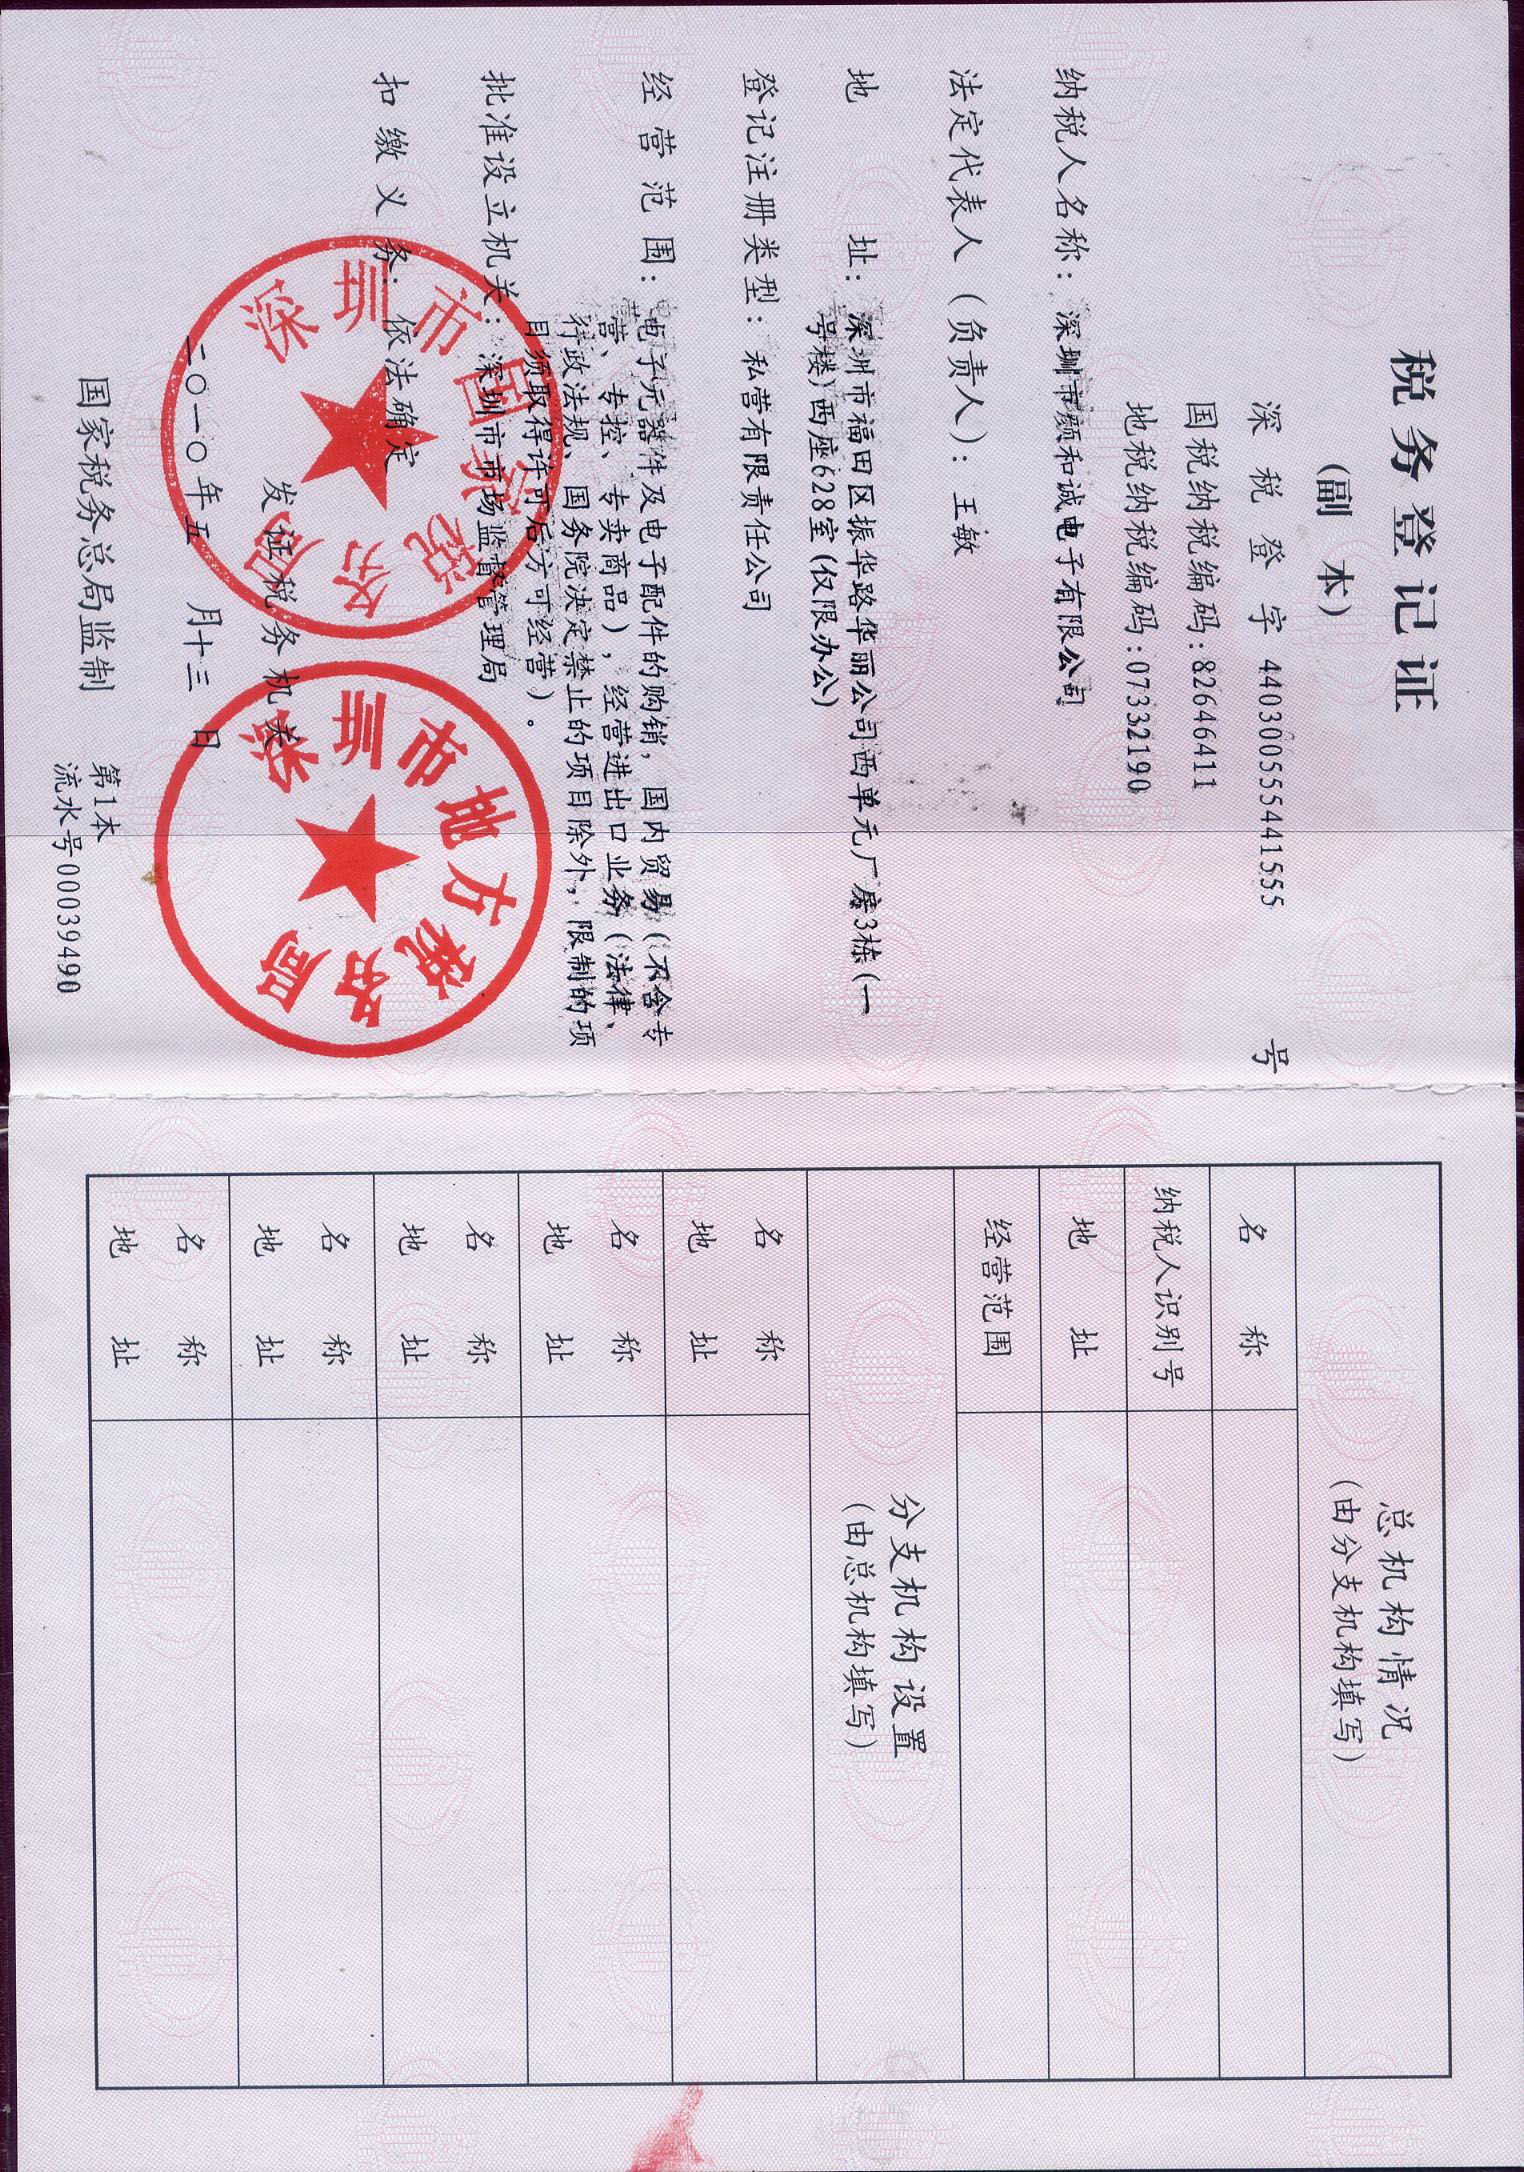 税务登记证
(副 本)
深 税 登 字 440300555441555 号
国税纳税编码:82646411
地税纳税编码:07332190
纳税人名称: 深圳市颜和诚电子有限公司
法定代表人(负责人): 王敏
地 址: 深圳市福田区振华路华丽公司西单元厂房3栋(一
号楼)西座628室(仅限办公)
登记注册类型: 私营有限责任公司
经 营 范 围: 电子元器件及电子配件的购销,国内贸易(不含专
营、专控、专卖商品),经营进出口业务(法律、
行政法规、国务院决定禁止的项目除外,限制的项
目须取得许可后方可经营)。
批准设立机关: 深圳市市场监督管理局
扣 缴 义 务: 依法确定
发 证 税 务 机 关
二〇一〇年五 月十三 日
国家税务总局监制
第1本
流水号00039490
深圳市国家税务局
深圳市地方税务局
总机构情况
(由分支机构填写)
名 称
纳税人识别号
地 址
经营范围
分支机构设置
(由总机构填写)
名 称
地 址
名 称
地 址
名 称
地 址
名 称
地 址
名 称
地 址